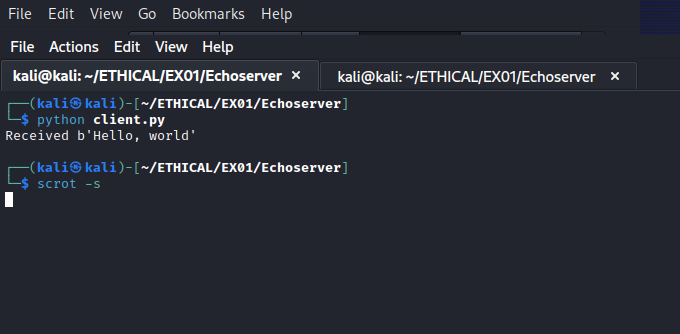 File Edit View Go Bookmarks Help
File Actions Edit View Help
kali@kali: ~/ETHICAL/EX01/Echoserver × kali@kali: ~/ETHICAL/EX01/Echoserver ×
┌──(kali㉿kali)-[~/ETHICAL/EX01/Echoserver]
└─$ python client.py
Received b'Hello, world'
┌──(kali㉿kali)-[~/ETHICAL/EX01/Echoserver]
└─$ scrot -s